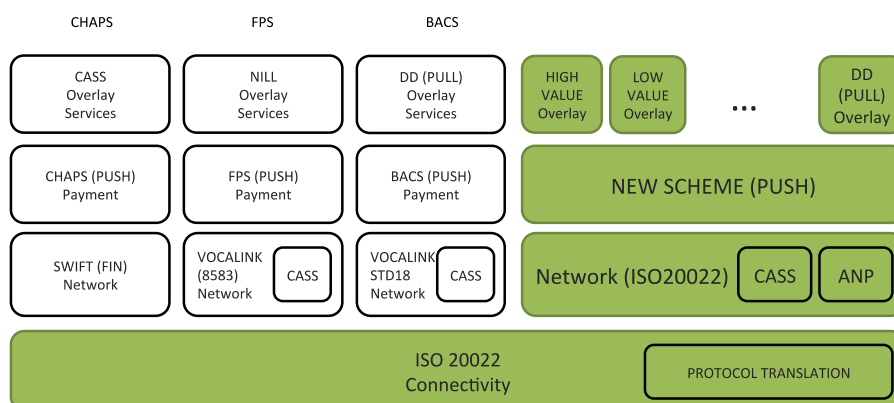 CHAPS
FPS
BACS
CASS
Overlay
Services
NILL
Overlay
Services
DD (PULL)
Overlay
Services
HIGH
VALUE
Overlay
LOW
VALUE
Overlay
...
DD
(PULL)
Overlay
CHAPS (PUSH)
Payment
FPS (PUSH)
Payment
BACS (PUSH)
Payment
NEW SCHEME (PUSH)
SWIFT (FIN)
Network
VOCALINK
(8583)
Network
CASS
VOCALINK
STD18
Network
CASS
Network (ISO20022)
CASS
ANP
ISO 20022
Connectivity
PROTOCOL TRANSLATION